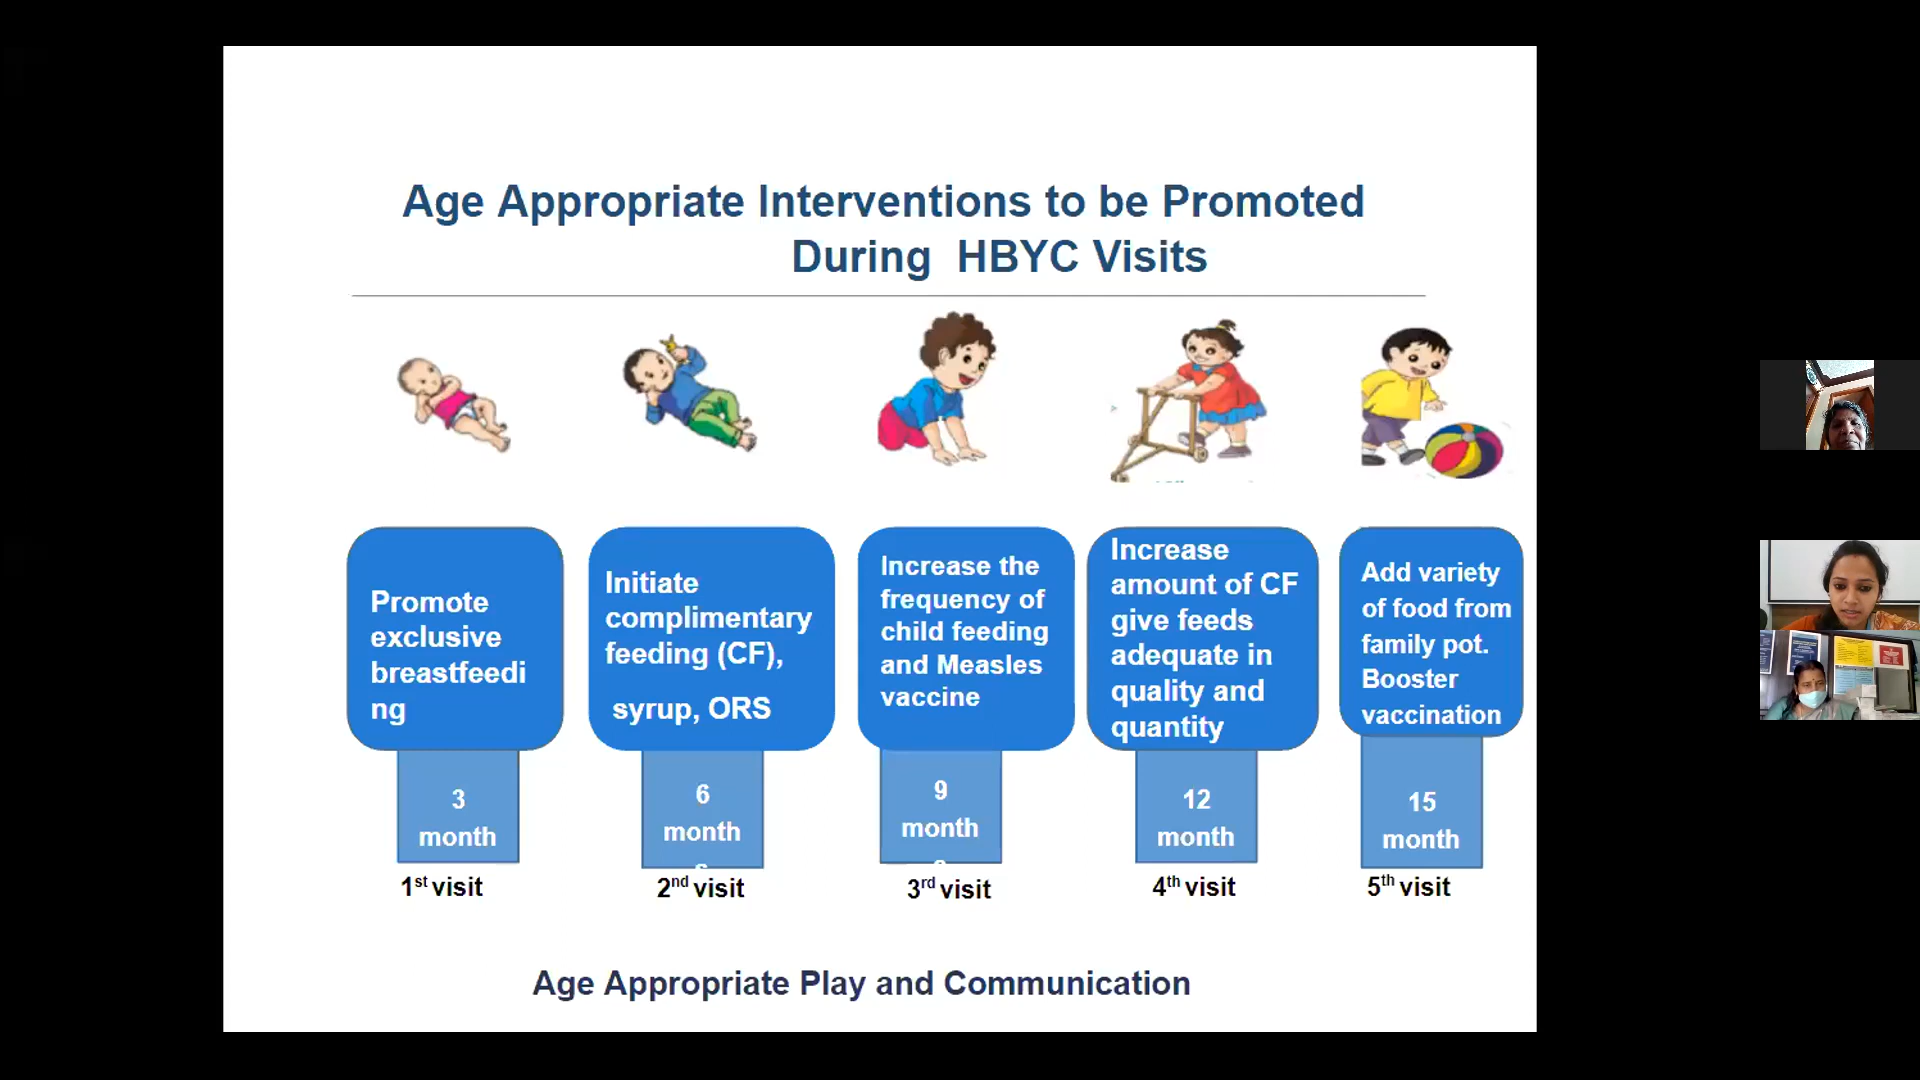 Age Appropriate Interventions to be Promoted
During HBYC Visits
Promote
exclusive
breastfeedi
ng
3
month
1st visit
Initiate
complimentary
feeding (CF),
syrup, ORS
6
month
s
2nd visit
Increase the
frequency of
child feeding
and Measles
vaccine
9
month
s
3rd visit
Increase
amount of CF
give feeds
adequate in
quality and
quantity
12
month
4th visit
Add variety
of food from
family pot.
Booster
vaccination
15
month
5th visit
Age Appropriate Play and Communication